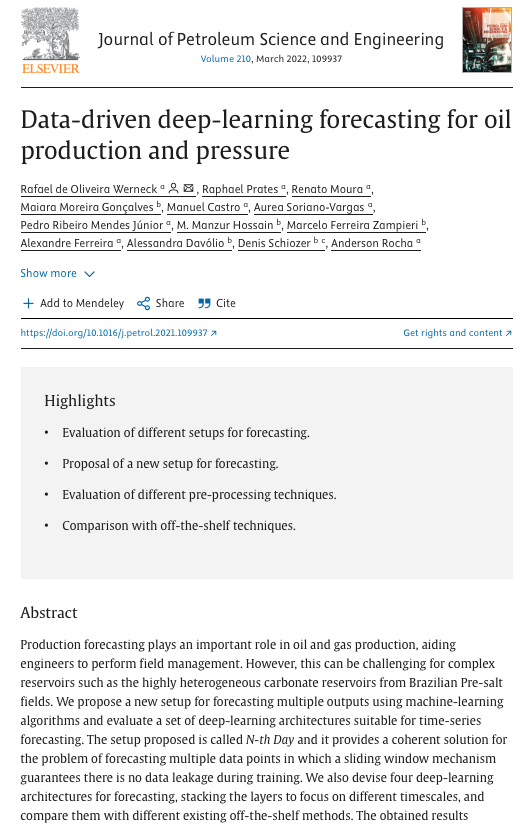 Journal of Petroleum Science and Engineering
Volume 210, March 2022, 109937
ELSEVIER
Data-driven deep-learning forecasting for oil
production and pressure
Rafael de Oliveira Werneck a, Raphael Prates a, Renato Moura a,
Maiara Moreira Gonçalves b, Manuel Castro a, Aurea Soriano-Vargas a,
Pedro Ribeiro Mendes Júnior a, M. Manzur Hossain b, Marcelo Ferreira Zampieri b,
Alexandre Ferreira a, Alessandra Davólio b, Denis Schiozer b c, Anderson Rocha a
Show more
Add to Mendeley Share Cite
https://doi.org/10.1016/j.petrol.2021.109937 ↗ Get rights and content ↗
Highlights
• Evaluation of different setups for forecasting.
• Proposal of a new setup for forecasting.
• Evaluation of different pre-processing techniques.
• Comparison with off-the-shelf techniques.
Abstract
Production forecasting plays an important role in oil and gas production, aiding
engineers to perform field management. However, this can be challenging for complex
reservoirs such as the highly heterogeneous carbonate reservoirs from Brazilian Pre-salt
fields. We propose a new setup for forecasting multiple outputs using machine-learning
algorithms and evaluate a set of deep-learning architectures suitable for time-series
forecasting. The setup proposed is called N-th Day and it provides a coherent solution for
the problem of forecasting multiple data points in which a sliding window mechanism
guarantees there is no data leakage during training. We also devise four deep-learning
architectures for forecasting, stacking the layers to focus on different timescales, and
compare them with different existing off-the-shelf methods. The obtained results